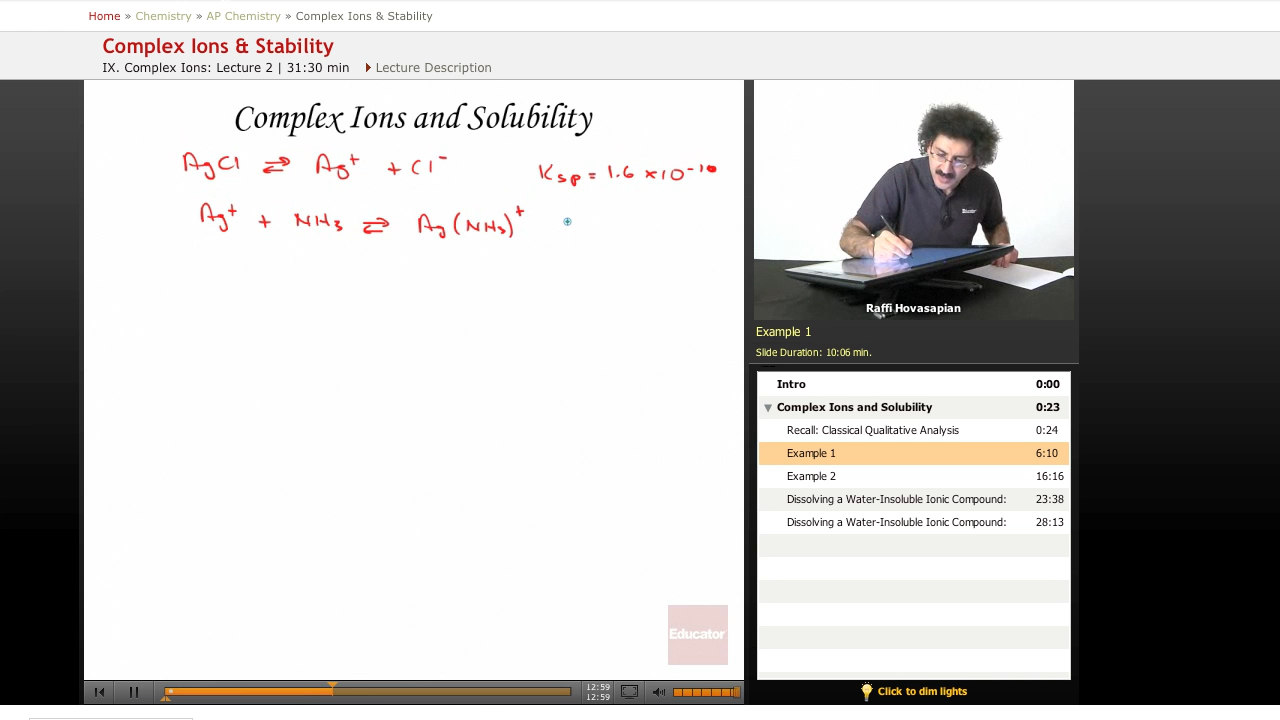 Home » Chemistry » AP Chemistry » Complex Ions & Stability
Complex Ions & Stability
IX. Complex Ions: Lecture 2 | 31:30 min Lecture Description
Complex Ions and Solubility
AgCl ⇌ Ag⁺ + Cl⁻ Ksp = 1.6 x10⁻¹⁰
Ag⁺ + NH₃ ⇌ Ag(NH₃)⁺
Educator
Raffi Hovasapian
Example 1
Slide Duration: 10:06 min.
Intro 0:00
▼ Complex Ions and Solubility 0:23
Recall: Classical Qualitative Analysis 0:24
Example 1 6:10
Example 2 16:16
Dissolving a Water-Insoluble Ionic Compound: 23:38
Dissolving a Water-Insoluble Ionic Compound: 28:13
Educator
12:59
12:59
Click to dim lights